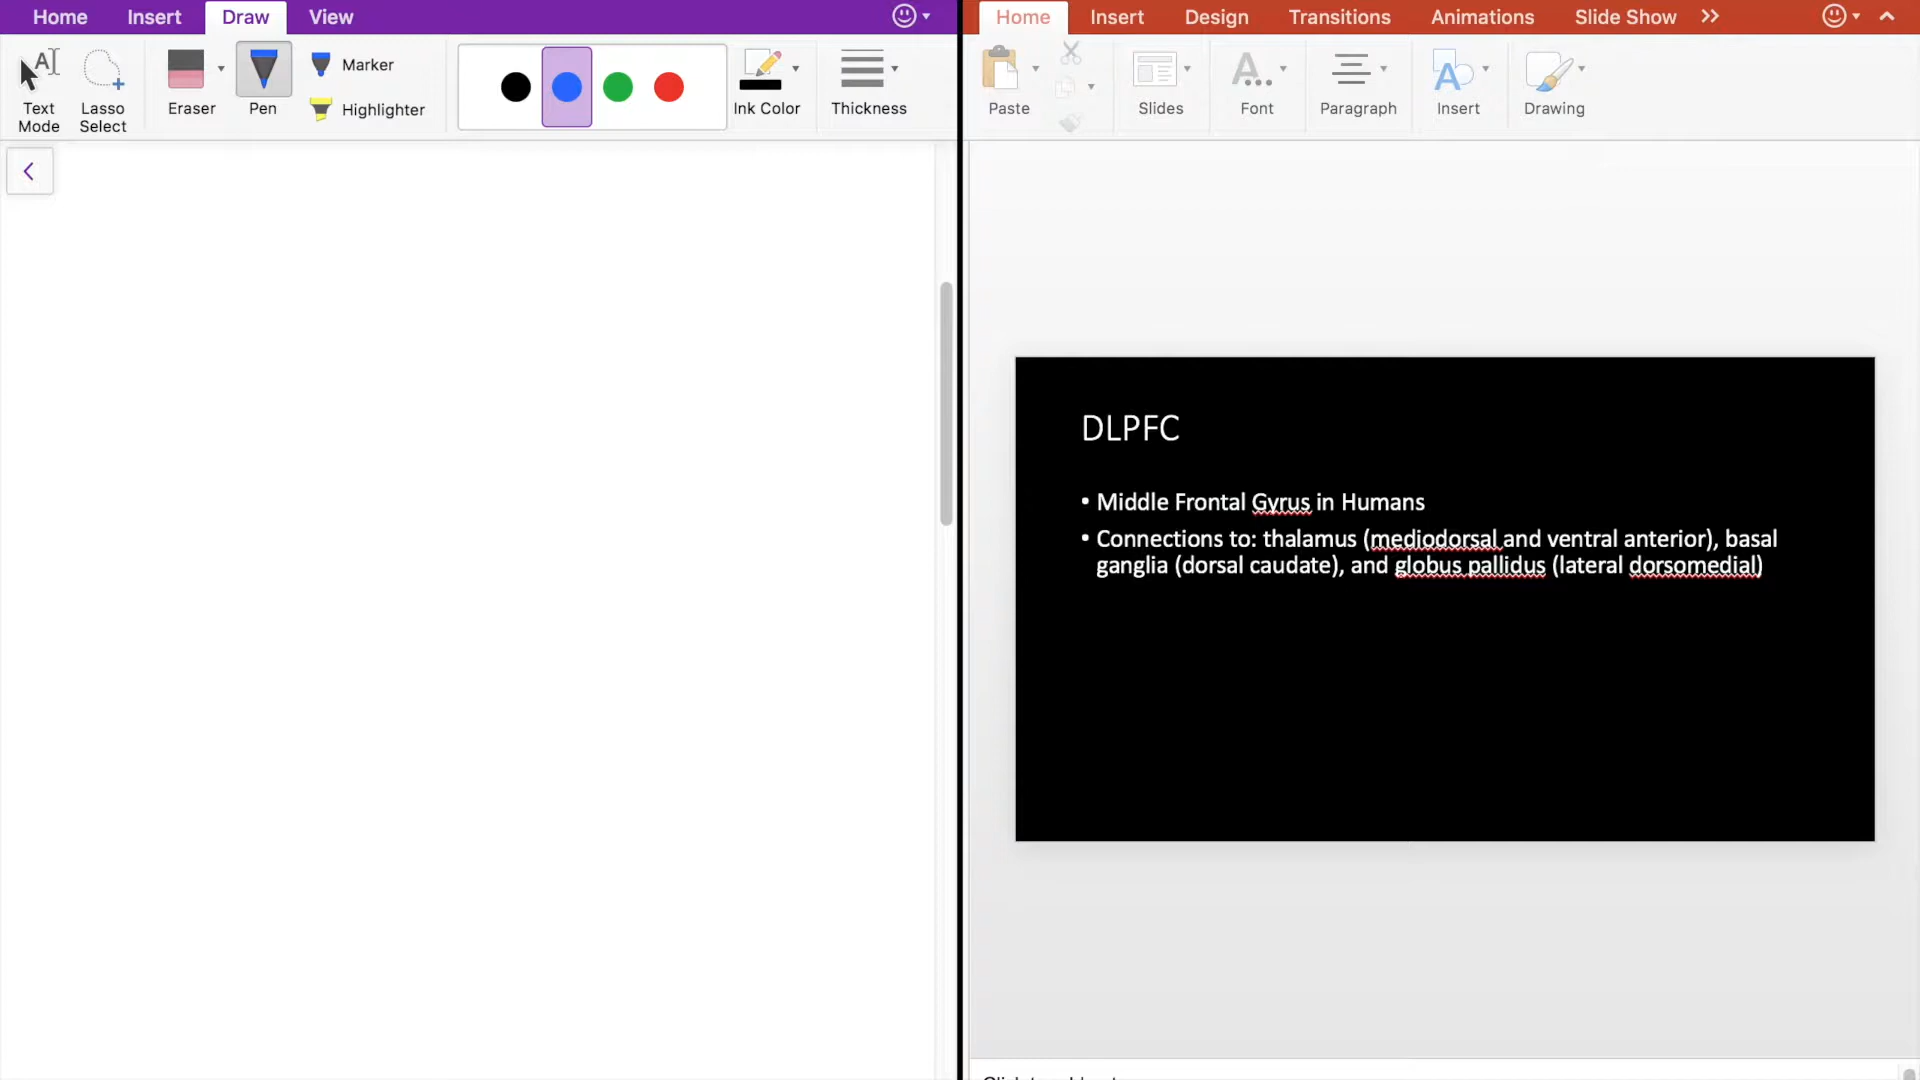 Home Insert Draw View
Text Mode
Lasso Select
Eraser
Pen
Marker
Highlighter
Ink Color
Thickness
Home Insert Design Transitions Animations Slide Show
Paste
Slides
Font
Paragraph
Insert
Drawing
DLPFC
• Middle Frontal Gyrus in Humans
• Connections to: thalamus (mediodorsal and ventral anterior), basal
ganglia (dorsal caudate), and globus pallidus (lateral dorsomedial)